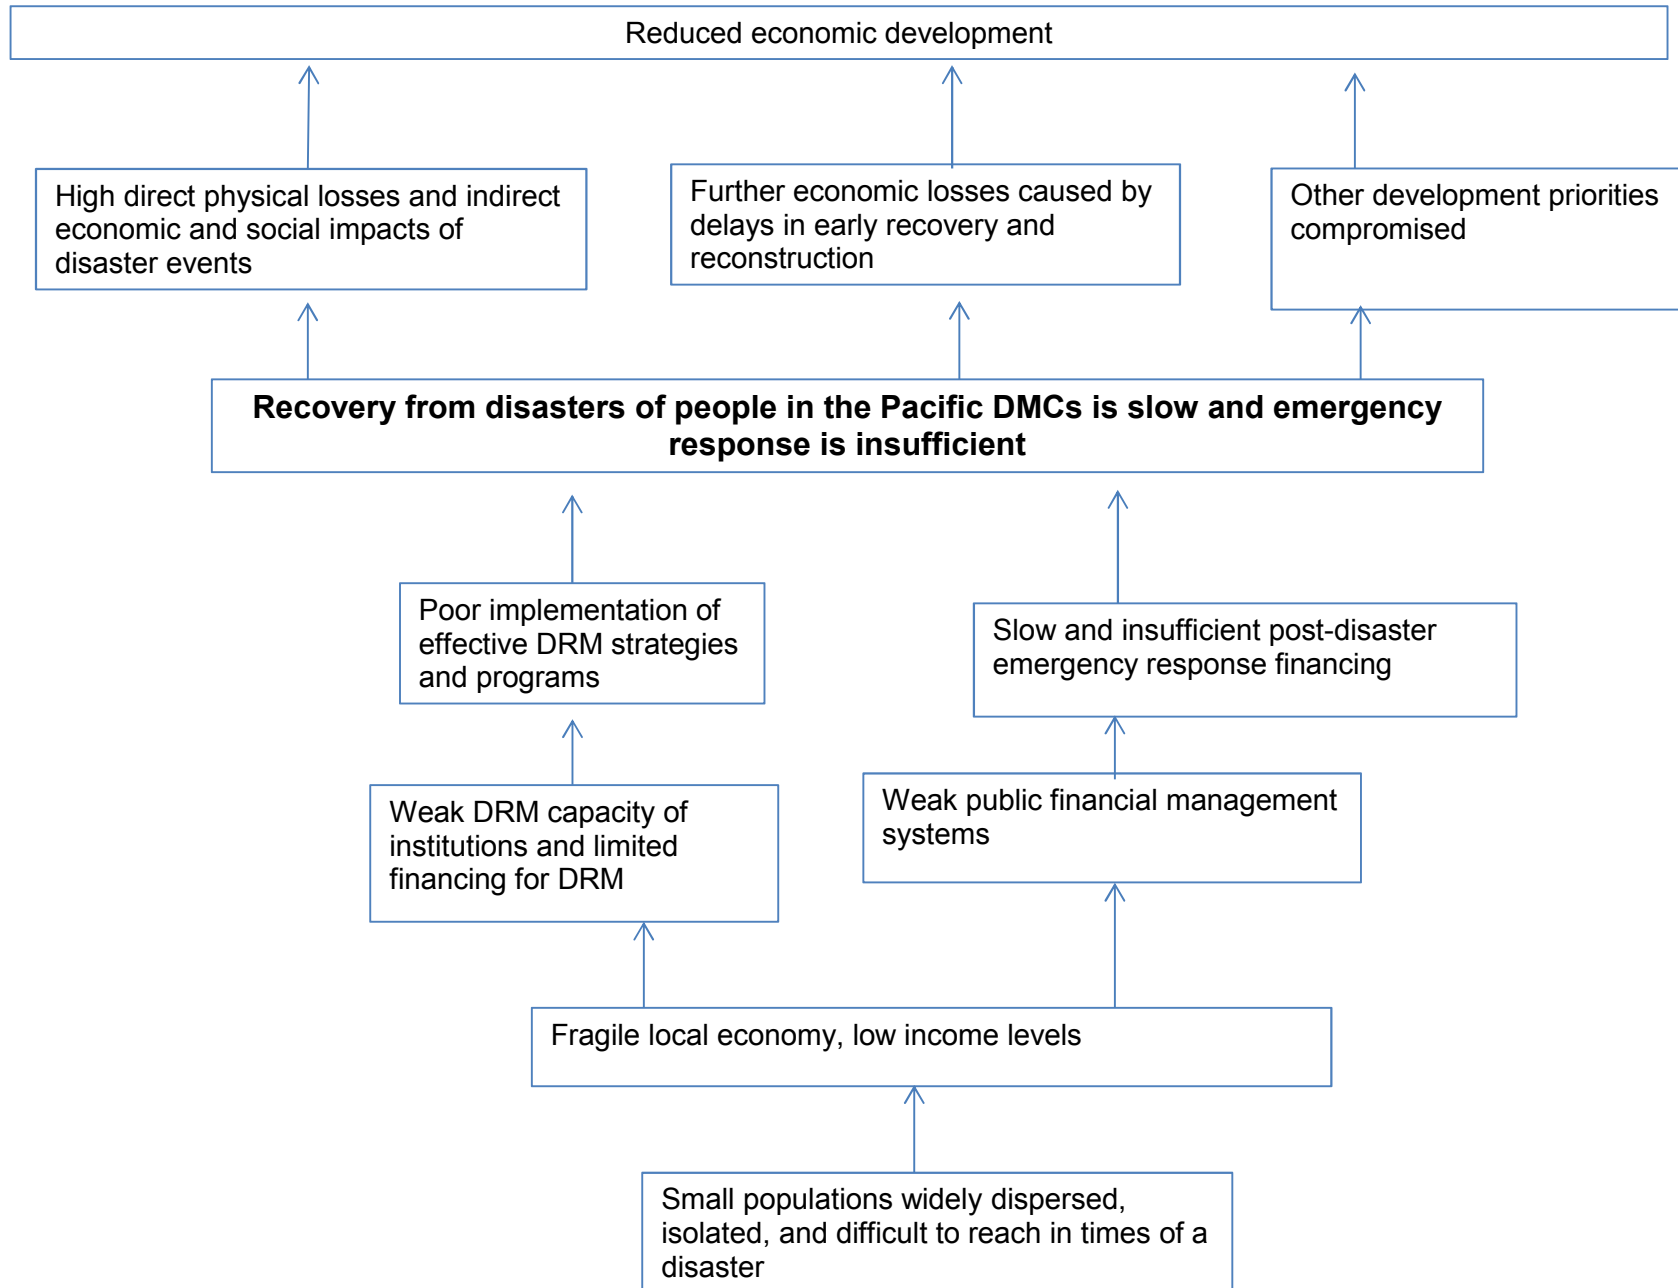 Reduced economic development
High direct physical losses and indirect
economic and social impacts of
disaster events
Further economic losses caused by
delays in early recovery and
reconstruction
Other development priorities
compromised
Recovery from disasters of people in the Pacific DMCs is slow and emergency
response is insufficient
Poor implementation of
effective DRM strategies
and programs
Slow and insufficient post-disaster
emergency response financing
Weak DRM capacity of
institutions and limited
financing for DRM
Weak public financial management
systems
Fragile local economy, low income levels
Small populations widely dispersed,
isolated, and difficult to reach in times of a
disaster